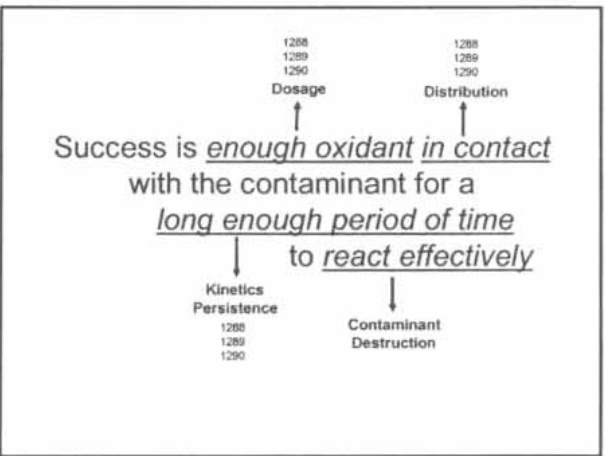 1288 1288
1289 1289
1290 1290
Dosage Distribution
Success is enough oxidant in contact
with the contaminant for a
long enough period of time
to react effectively
Kinetics
Persistence
1288
1289
1290
Contaminant
Destruction